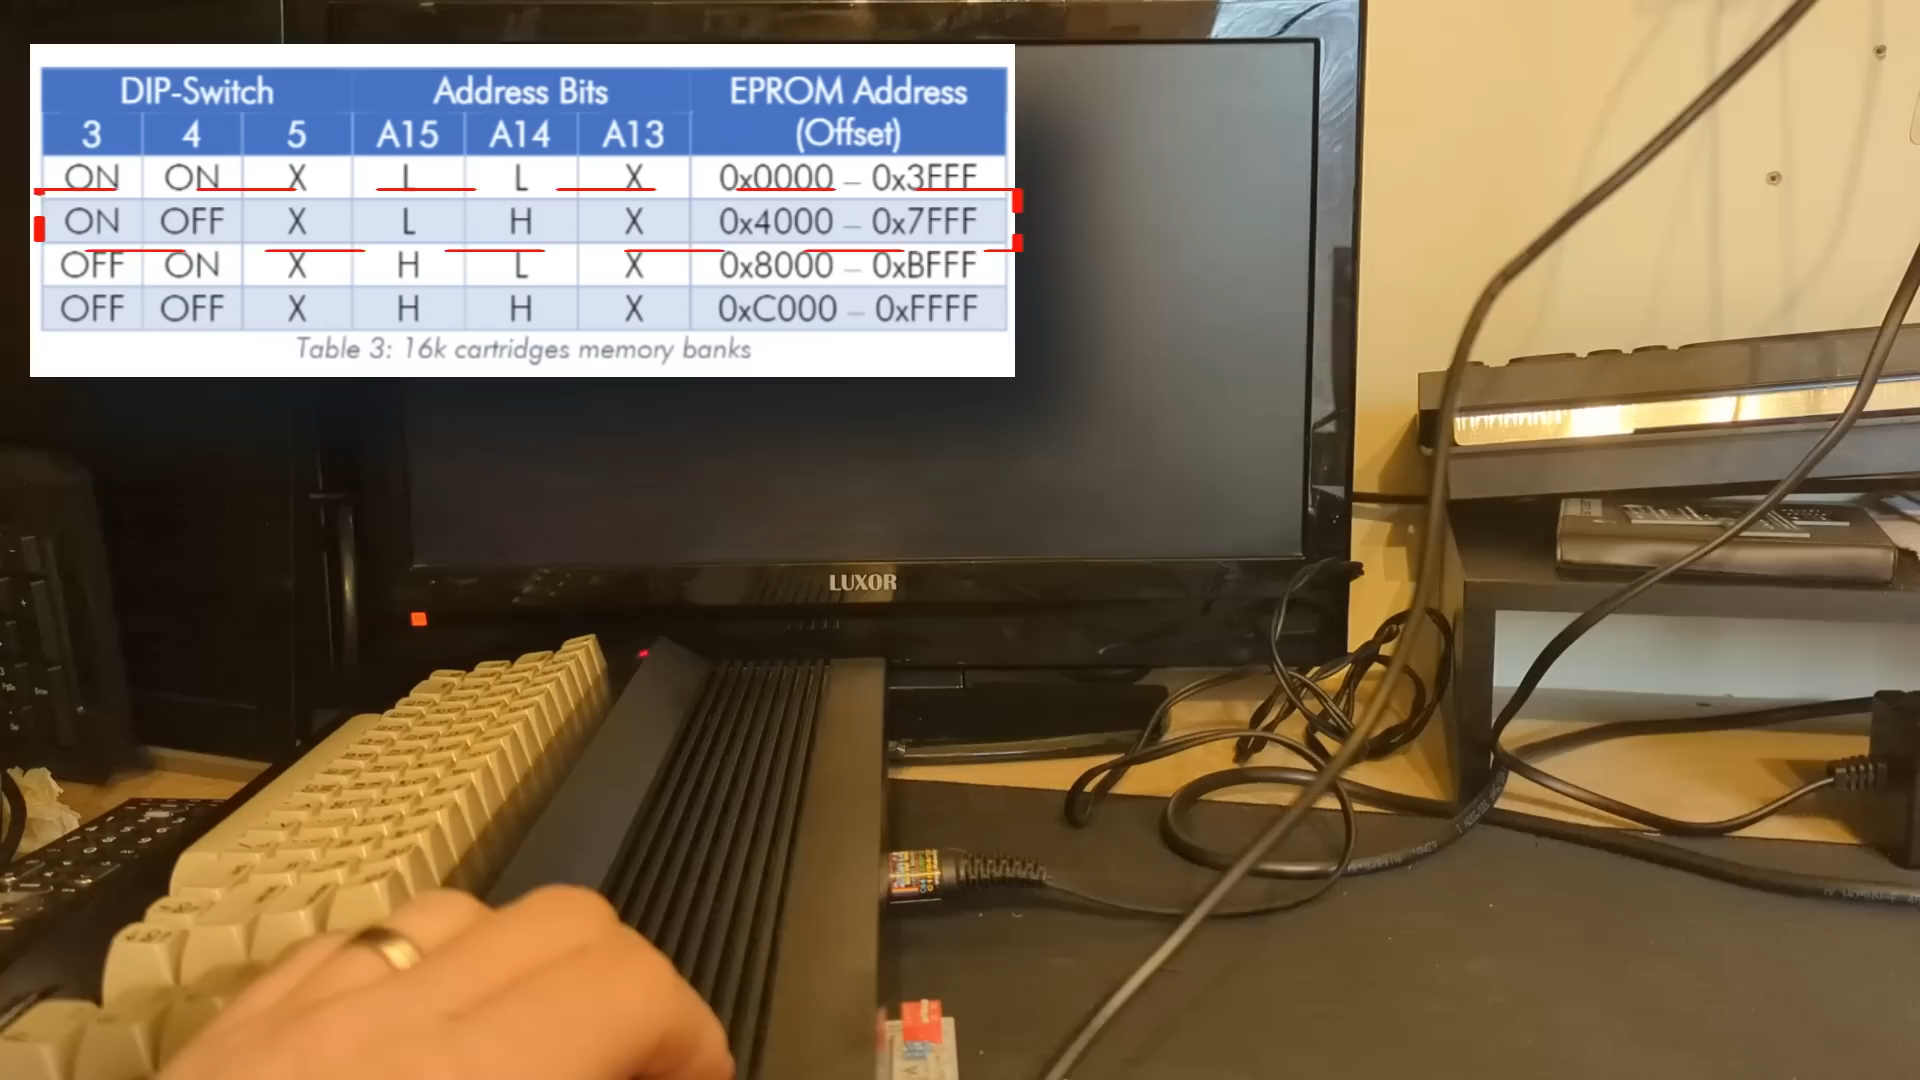 DIP-Switch Address Bits EPROM Address
3 4 5 A15 A14 A13 (Offset)
ON ON X L L X 0x0000 – 0x3FFF
ON OFF X L H X 0x4000 – 0x7FFF
OFF ON X H L X 0x8000 – 0xBFFF
OFF OFF X H H X 0xC000 – 0xFFFF
Table 3: 16k cartridges memory banks
LUXOR